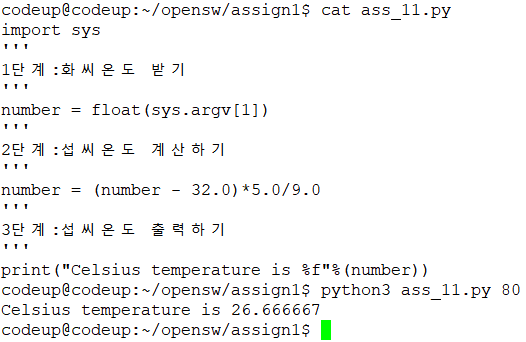 codeup@codeup:~/opensw/assign1$ cat ass_11.py
import sys
'''
1단계:화씨온도 받기
'''
number = float(sys.argv[1])
'''
2단계:섭씨온도 계산하기
'''
number = (number - 32.0)*5.0/9.0
'''
3단계:섭씨온도 출력하기
'''
print("Celsius temperature is %f"%(number))
codeup@codeup:~/opensw/assign1$ python3 ass_11.py 80
Celsius temperature is 26.666667
codeup@codeup:~/opensw/assign1$